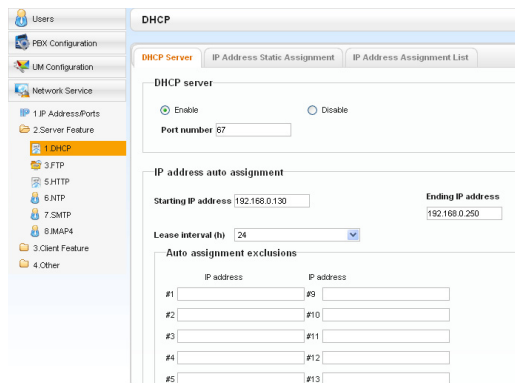 Users
PBX Configuration
UM Configuration
Network Service
1.IP Address/Ports
2.Server Feature
1.DHCP
3.FTP
5.HTTP
6.NTP
7.SMTP
8.IMAP4
3.Client Feature
4.Other
DHCP
DHCP Server IP Address Static Assignment IP Address Assignment List
DHCP server
Enable Disable
Port number 67
IP address auto assignment
Starting IP address 192.168.0.130
Ending IP address
192.168.0.250
Lease interval (h) 24
Auto assignment exclusions
IP address IP address
#1 #9
#2 #10
#3 #11
#4 #12
#5 #13